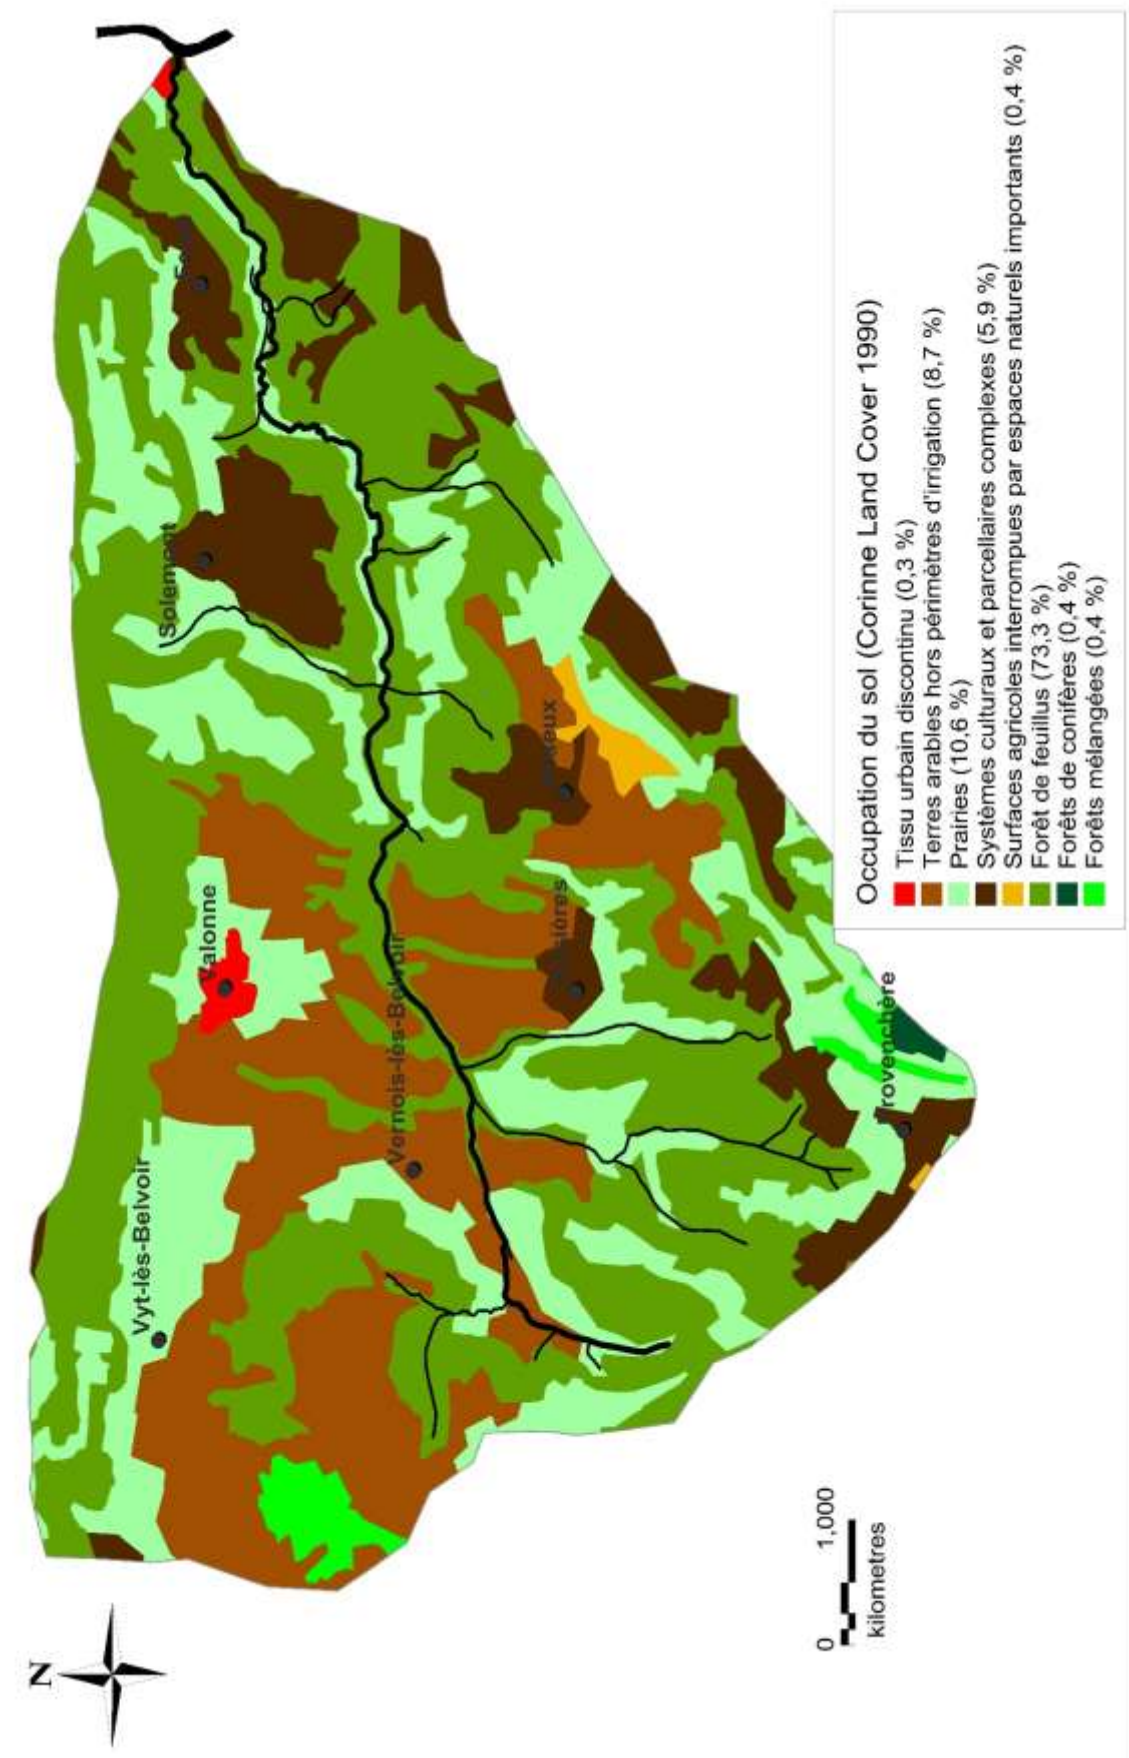 N
Vyt-lès-Belvoir
Valonne
Solemont
Vernois-lès-Belvoir
Provenchère
0 1,000
kilometres
Occupation du sol (Corinne Land Cover 1990)
Tissu urbain discontinu (0,3 %)
Terres arables hors périmètres d'irrigation (8,7 %)
Prairies (10,6 %)
Systèmes culturaux et parcellaires complexes (5,9 %)
Surfaces agricoles interrompues par espaces naturels importants (0,4 %)
Forêt de feuillus (73,3 %)
Forêts de conifères (0,4 %)
Forêts mélangées (0,4 %)